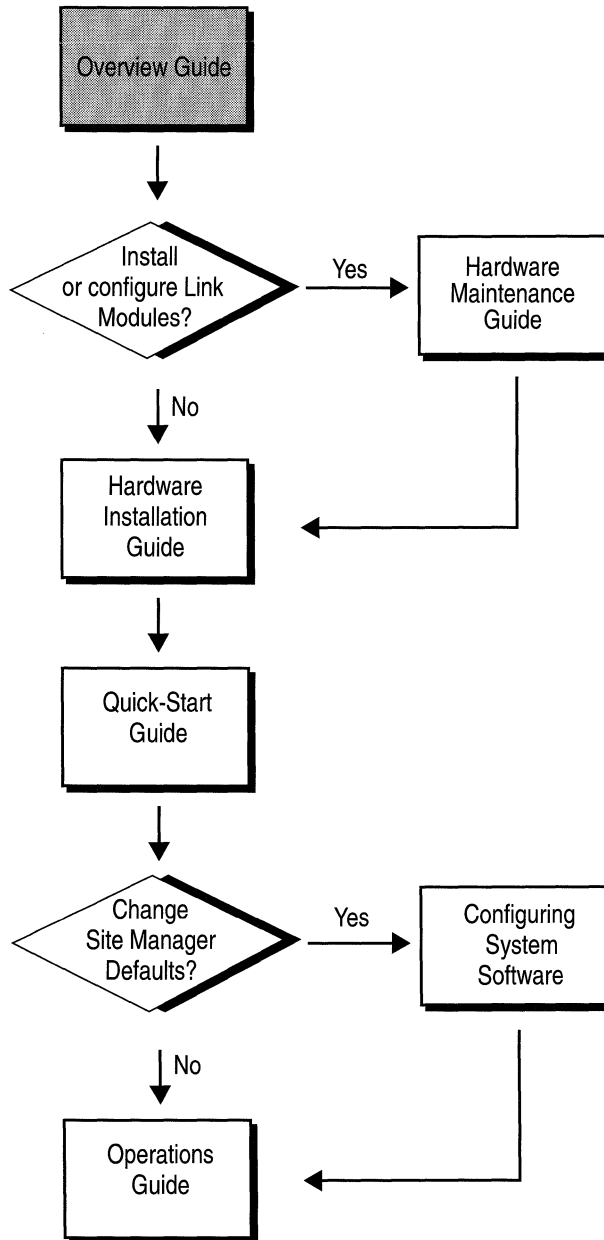 Overview Guide
Install
or configure Link
Modules?
Yes
Hardware
Maintenance
Guide
No
Hardware
Installation
Guide
Quick-Start
Guide
Change
Site Manager
Defaults?
Yes
Configuring
System
Software
No
Operations
Guide